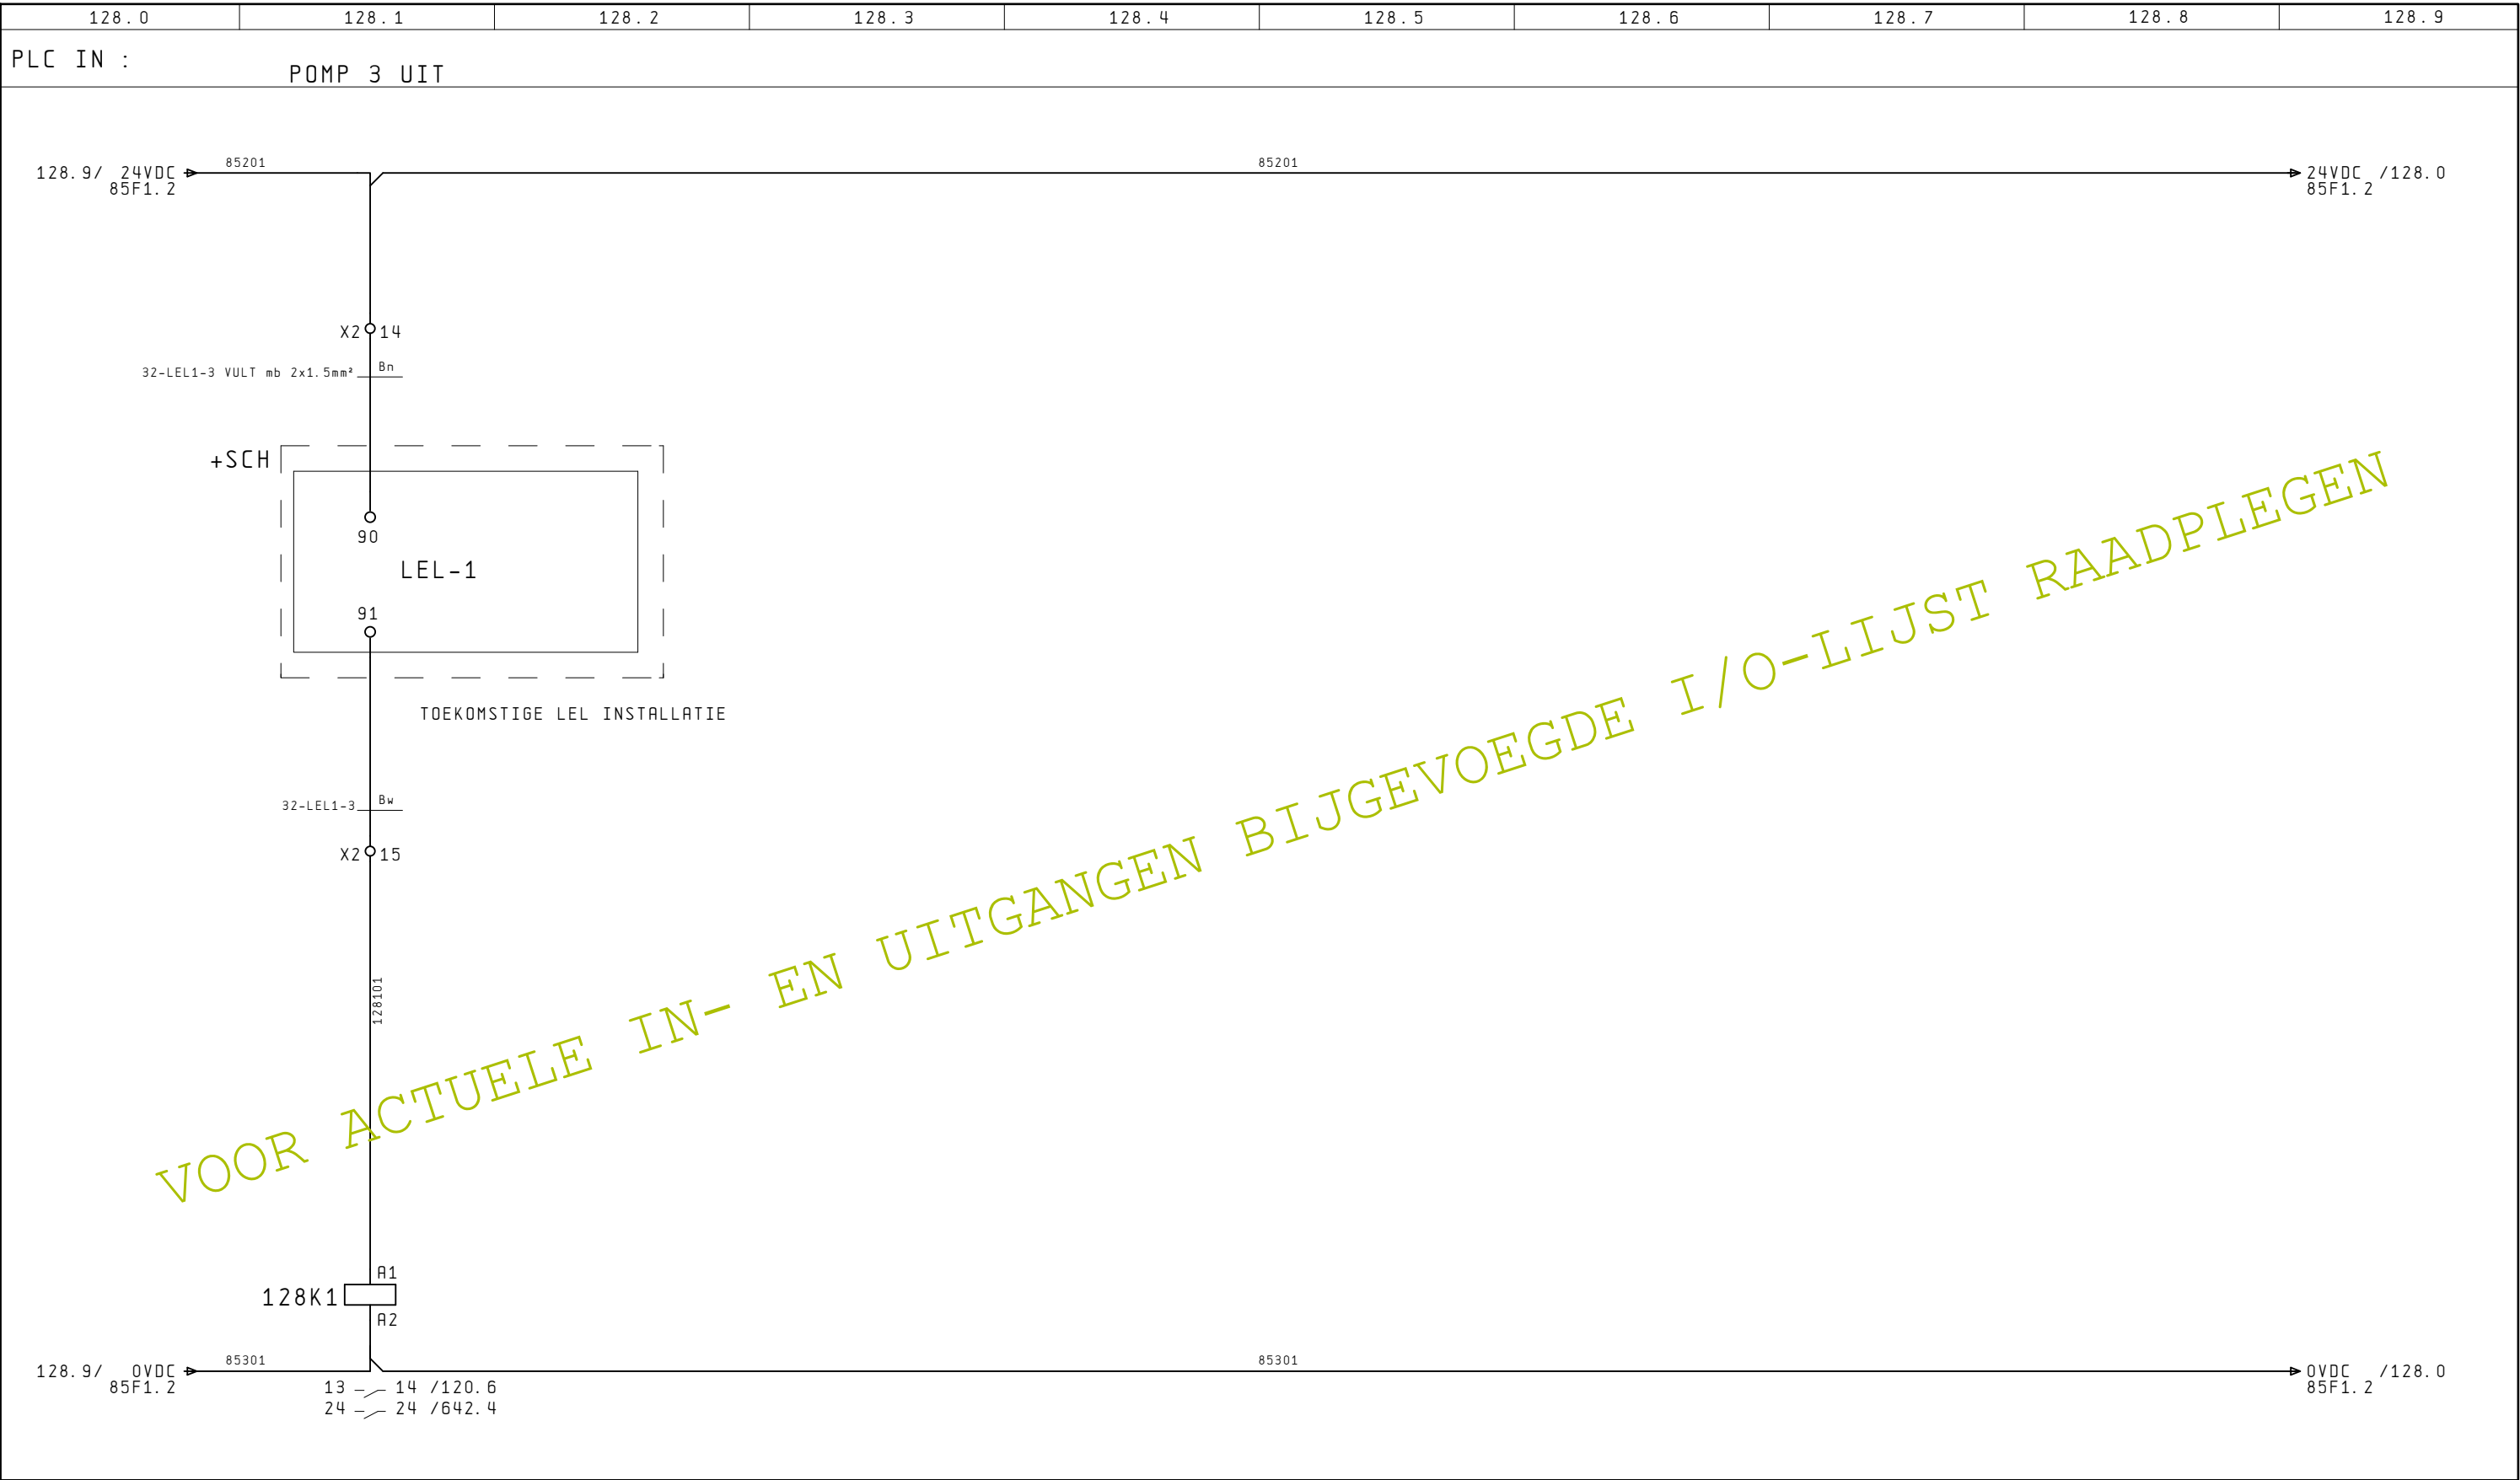 128.0 128.1 128.2 128.3 128.4 128.5 128.6 128.7 128.8 128.9
PLC IN :
POMP 3 UIT
85201 85201
128.9/ 24VDC 24VDC /128.0
85F1.2 85F1.2
X2 14
32-LEL1-3 VULT mb 2x1.5mm² Bn
+SCH
90
LEL-1
91
TOEKOMSTIGE LEL INSTALLATIE
32-LEL1-3 Bw
X2 15
128101
VOOR ACTUELE IN- EN UITGANGEN BIJGEVOEGDE I/O-LIJST RAADPLEGEN
A1
128K1
A2
85301 85301
128.9/ 0VDC 0VDC /128.0
85F1.2 85F1.2
13 14 /120.6
24 24 /642.4